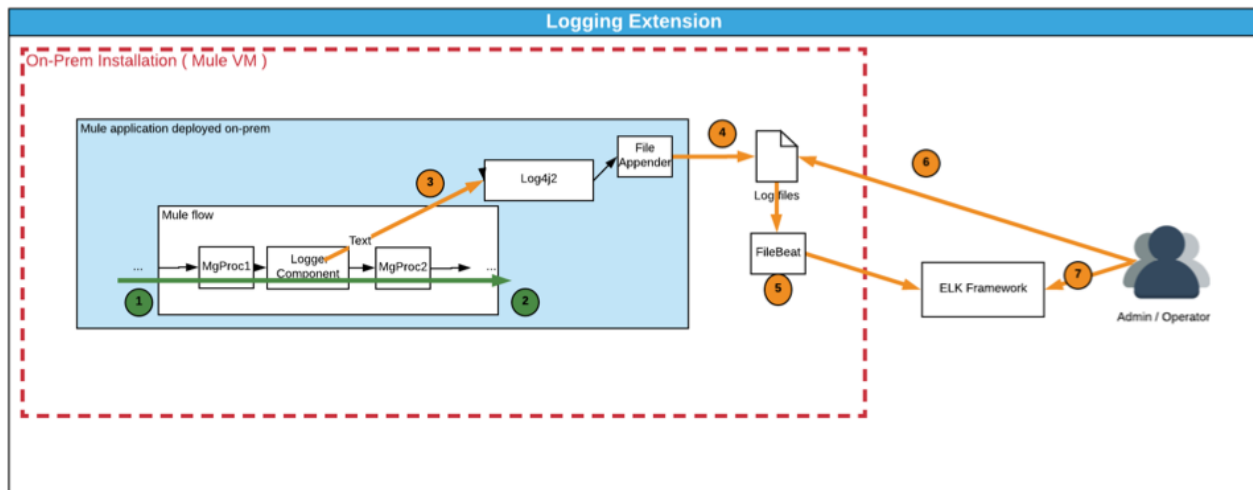 Logging Extension
On-Prem Installation ( Mule VM )
Mule application deployed on-prem
File
Appender
4
6
Log4j2
3
Log files
Mule flow
Text
...
MgProc1
Logger
Component
MgProc2
...
FileBeat
1
2
5
ELK Framework
7
Admin / Operator